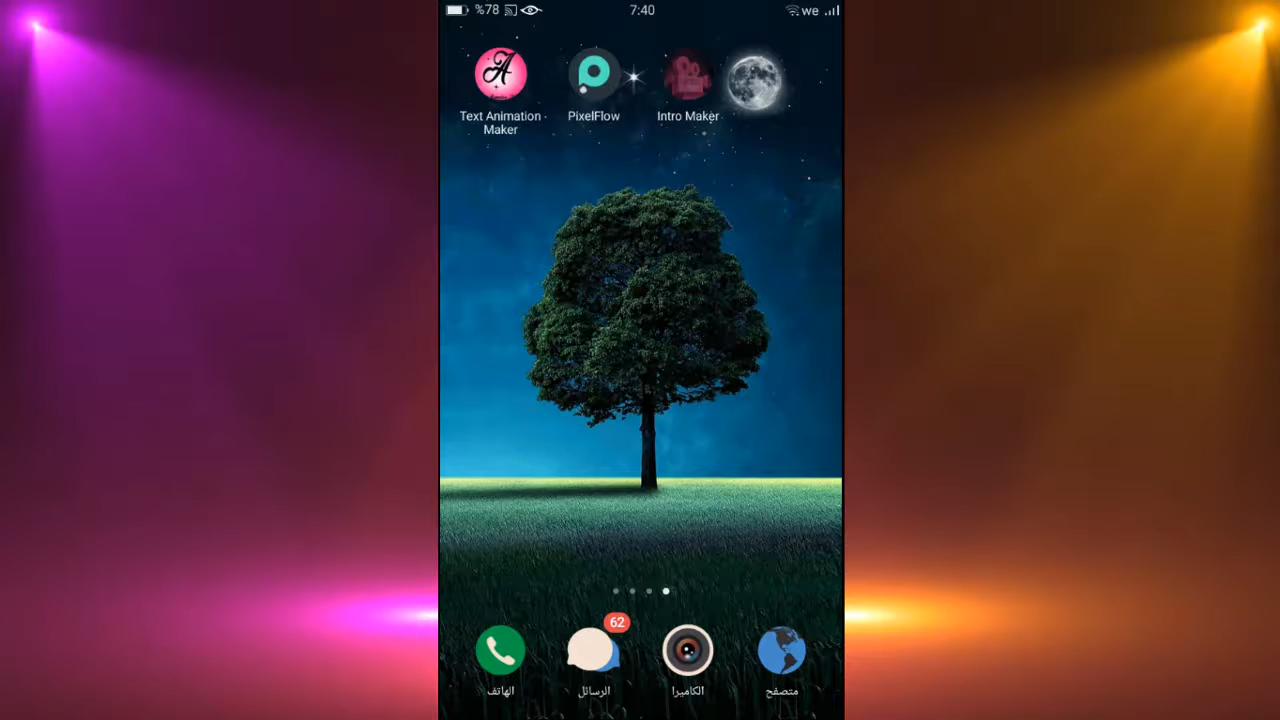 %78
7:40
we
Text Animation
Maker
PixelFlow
Intro Maker
62
الهاتف
الرسائل
الكاميرا
متصفح